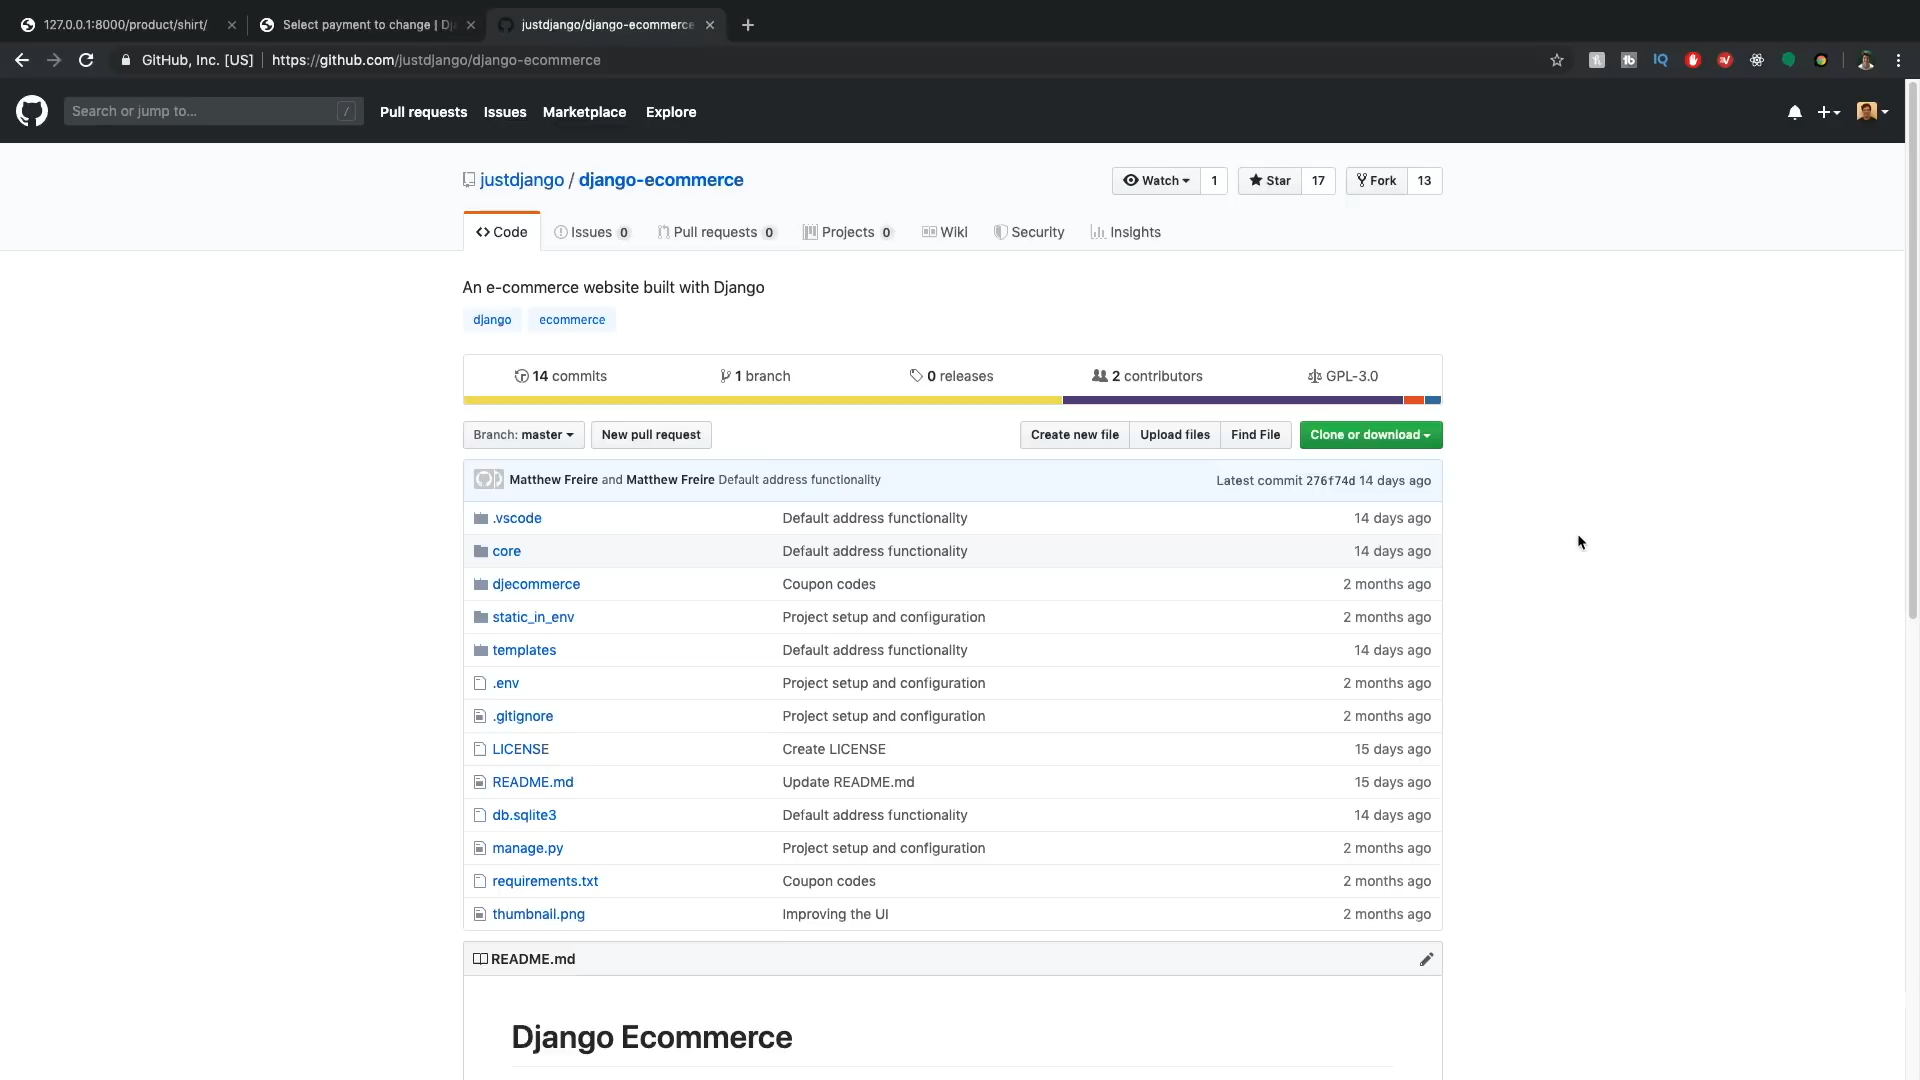 127.0.0.1:8000/product/shirt/
Select payment to change | Dj
justdjango/django-ecommerce
GitHub, Inc. [US] https://github.com/justdjango/django-ecommerce
Search or jump to... /
Pull requests Issues Marketplace Explore
justdjango / django-ecommerce
Watch 1 Star 17 Fork 13
Code Issues 0 Pull requests 0 Projects 0 Wiki Security Insights
An e-commerce website built with Django
django ecommerce
14 commits 1 branch 0 releases 2 contributors GPL-3.0
Branch: master New pull request Create new file Upload files Find File Clone or download
Matthew Freire and Matthew Freire Default address functionality Latest commit 276f74d 14 days ago
.vscode Default address functionality 14 days ago
core Default address functionality 14 days ago
djecommerce Coupon codes 2 months ago
static_in_env Project setup and configuration 2 months ago
templates Default address functionality 14 days ago
.env Project setup and configuration 2 months ago
.gitignore Project setup and configuration 2 months ago
LICENSE Create LICENSE 15 days ago
README.md Update README.md 15 days ago
db.sqlite3 Default address functionality 14 days ago
manage.py Project setup and configuration 2 months ago
requirements.txt Coupon codes 2 months ago
thumbnail.png Improving the UI 2 months ago
README.md
Django Ecommerce